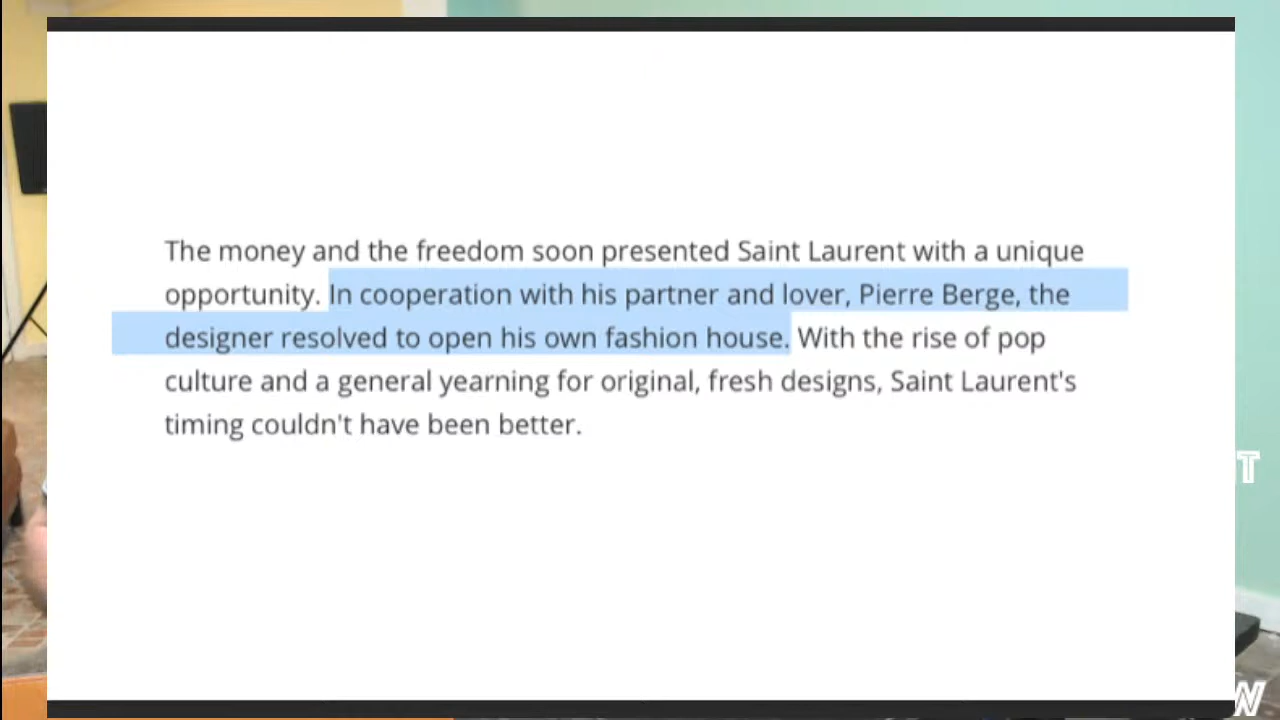 The money and the freedom soon presented Saint Laurent with a unique
opportunity. In cooperation with his partner and lover, Pierre Berge, the
designer resolved to open his own fashion house. With the rise of pop
culture and a general yearning for original, fresh designs, Saint Laurent's
timing couldn't have been better.
T
W